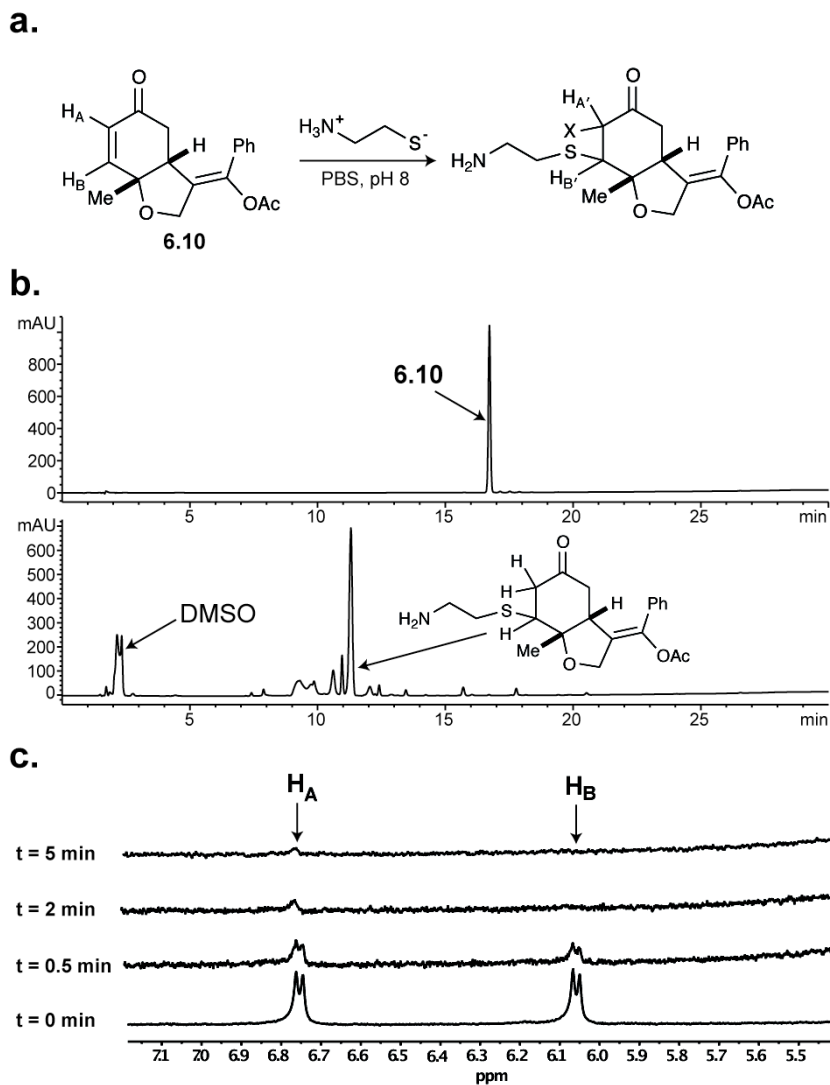 a.
O
H_A
H_B
H
Ph
Me
O
OAc
6.10
H3N+
S-
PBS, pH 8
O
H_A'
X
H
Ph
H2N
S
H_B'
Me
O
OAc
b.
mAU
800
600
400
200
0
6.10
5 10 15 20 25 min
mAU
600
500
400
300
200
100
0
DMSO
O
H
H
H
Ph
H2N
S
H
Me
O
OAc
5 10 15 20 25 min
c.
H_A H_B
t = 5 min
t = 2 min
t = 0.5 min
t = 0 min
7.1 7.0 6.9 6.8 6.7 6.6 6.5 6.4 6.3 6.2 6.1 6.0 5.9 5.8 5.7 5.6 5.5
ppm